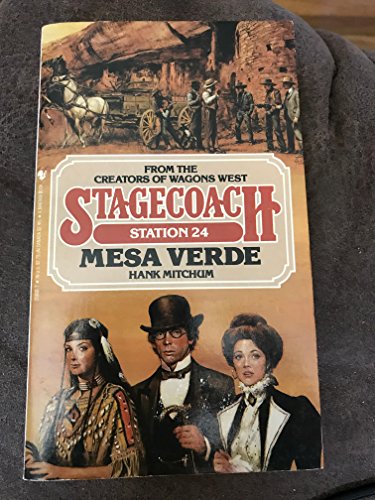 FROM THE
CREATORS OF WAGONS WEST
STAGECOACH
STATION 24
MESA VERDE
HANK MITCHUM